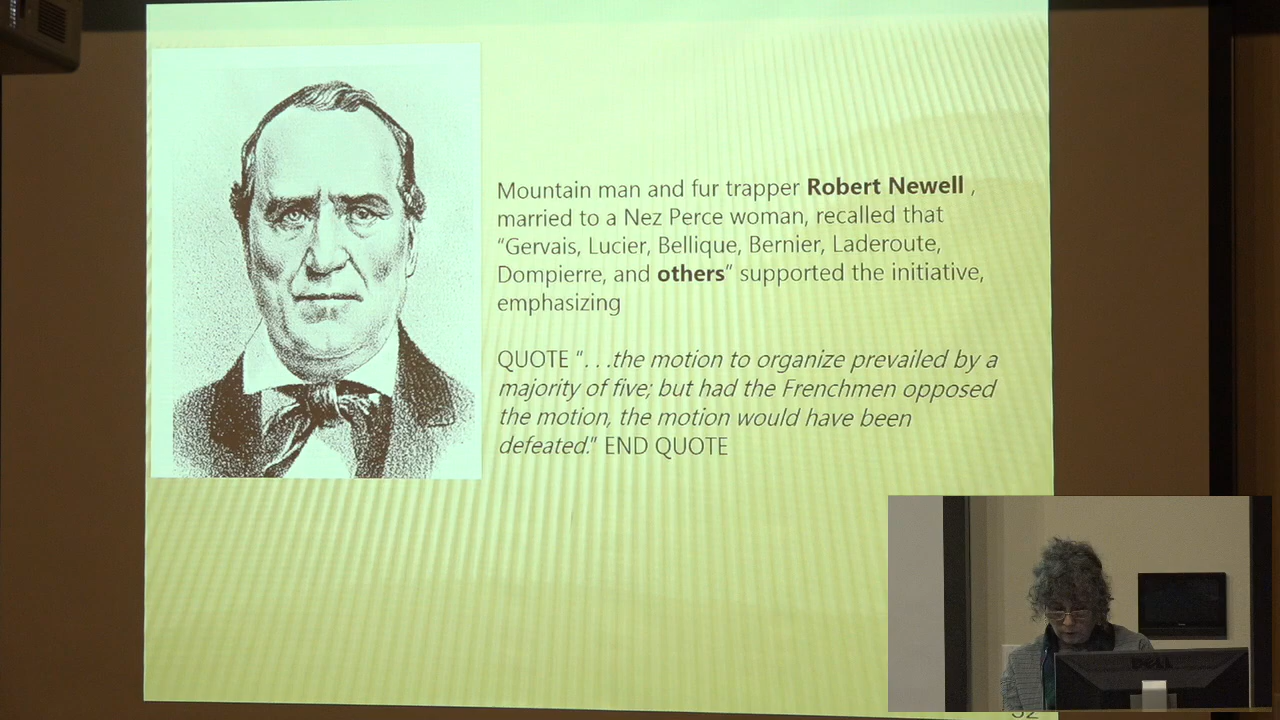 Mountain man and fur trapper Robert Newell ,
married to a Nez Perce woman, recalled that
“Gervais, Lucier, Bellique, Bernier, Laderoute,
Dompierre, and others” supported the initiative,
emphasizing
QUOTE “. . .the motion to organize prevailed by a
majority of five; but had the Frenchmen opposed
the motion, the motion would have been
defeated.” END QUOTE
DELL